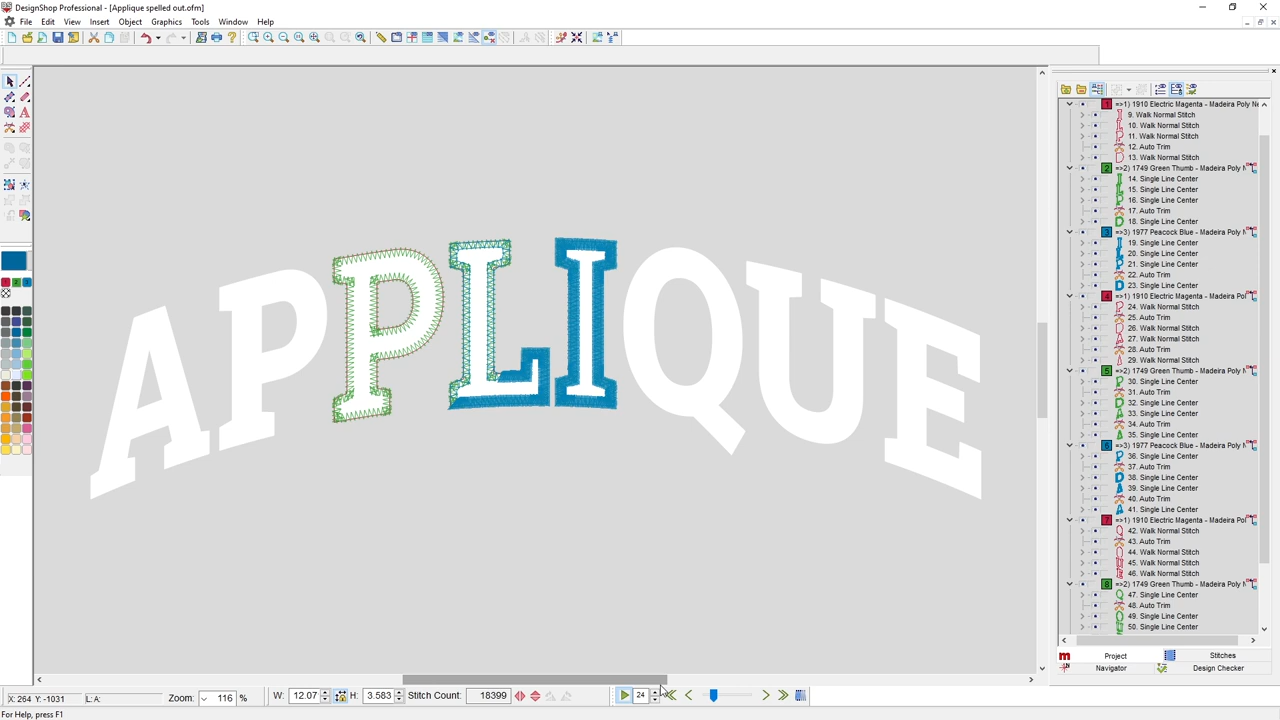 DesignShop Professional - [Applique spelled out.ofm]
File Edit View Insert Object Graphics Tools Window Help
APPLIQUE
=>1) 1910 Electric Magenta - Madeira Poly Ne
9. Walk Normal Stitch
10. Walk Normal Stitch
11. Walk Normal Stitch
12. Auto Trim
13. Walk Normal Stitch
=>2) 1749 Green Thumb - Madeira Poly N
14. Single Line Center
15. Single Line Center
16. Single Line Center
17. Auto Trim
18. Single Line Center
=>3) 1977 Peacock Blue - Madeira Poly N
19. Single Line Center
20. Single Line Center
21. Single Line Center
22. Auto Trim
23. Single Line Center
=>1) 1910 Electric Magenta - Madeira Pol
24. Walk Normal Stitch
25. Auto Trim
26. Walk Normal Stitch
27. Walk Normal Stitch
28. Auto Trim
29. Walk Normal Stitch
=>2) 1749 Green Thumb - Madeira Poly N
30. Single Line Center
31. Auto Trim
32. Single Line Center
33. Single Line Center
34. Auto Trim
35. Single Line Center
=>3) 1977 Peacock Blue - Madeira Poly N
36. Single Line Center
37. Auto Trim
38. Single Line Center
39. Single Line Center
40. Auto Trim
41. Single Line Center
=>1) 1910 Electric Magenta - Madeira Pol
42. Walk Normal Stitch
43. Auto Trim
44. Walk Normal Stitch
45. Walk Normal Stitch
46. Walk Normal Stitch
=>2) 1749 Green Thumb - Madeira Poly N
47. Single Line Center
48. Auto Trim
49. Single Line Center
50. Single Line Center
Project Stitches
Navigator Design Checker
X: 264 Y: -1031 L: A: Zoom: 116 % W: 12.07 H: 3.583 Stitch Count: 18399 24
For Help, press F1